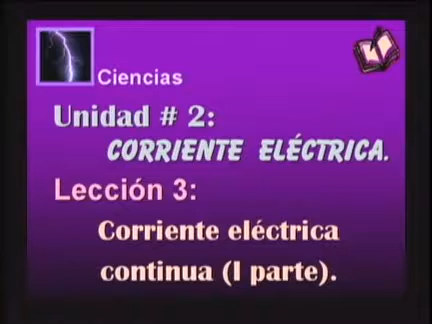 Ciencias
Unidad # 2:
CORRIENTE ELÉCTRICA.
Lección 3:
Corriente eléctrica
continua (I parte).